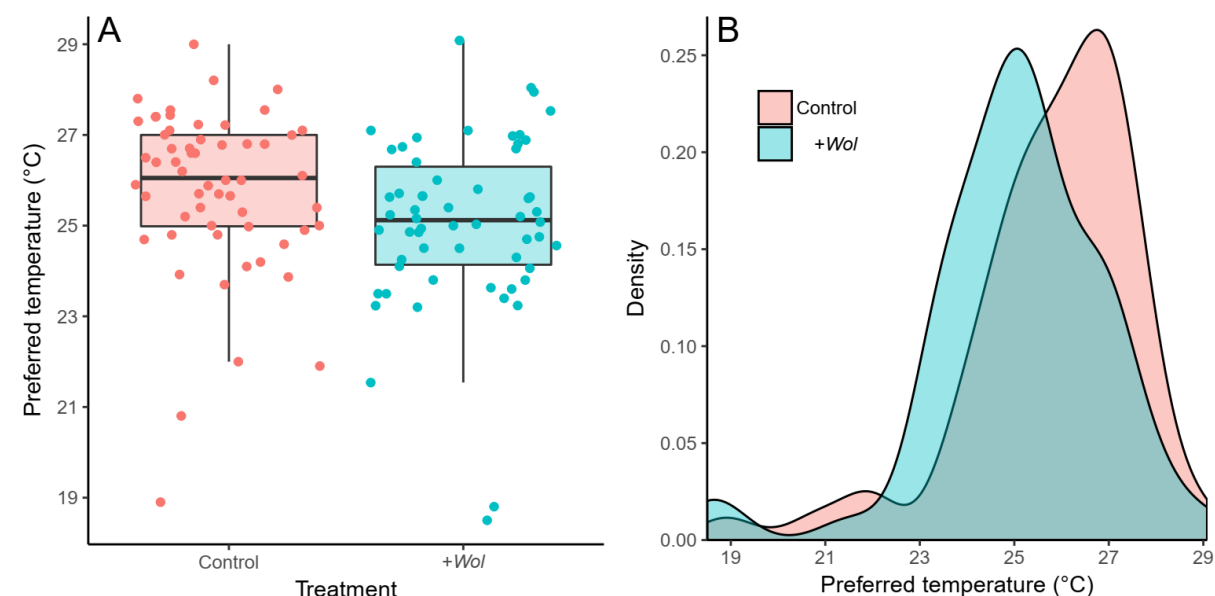 A
Preferred temperature (°C)
29
27
25
23
21
19
Control
+Wol
Treatment
B
Density
0.25
0.20
0.15
0.10
0.05
0.00
Control
+Wol
19
21
23
25
27
29
Preferred temperature (°C)